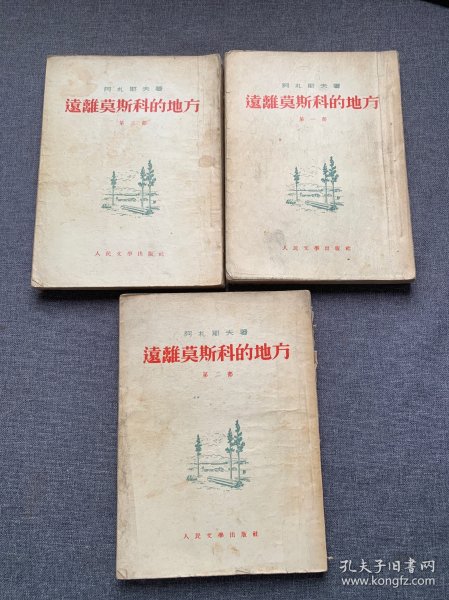 阿札耶夫著
遠離莫斯科的地方
第三部
人民文學出版社
阿札耶夫著
遠離莫斯科的地方
第一部
人民文學出版社
阿札耶夫著
遠離莫斯科的地方
第二部
人民文學出版社
孔夫子旧书网
www.kongfz.com